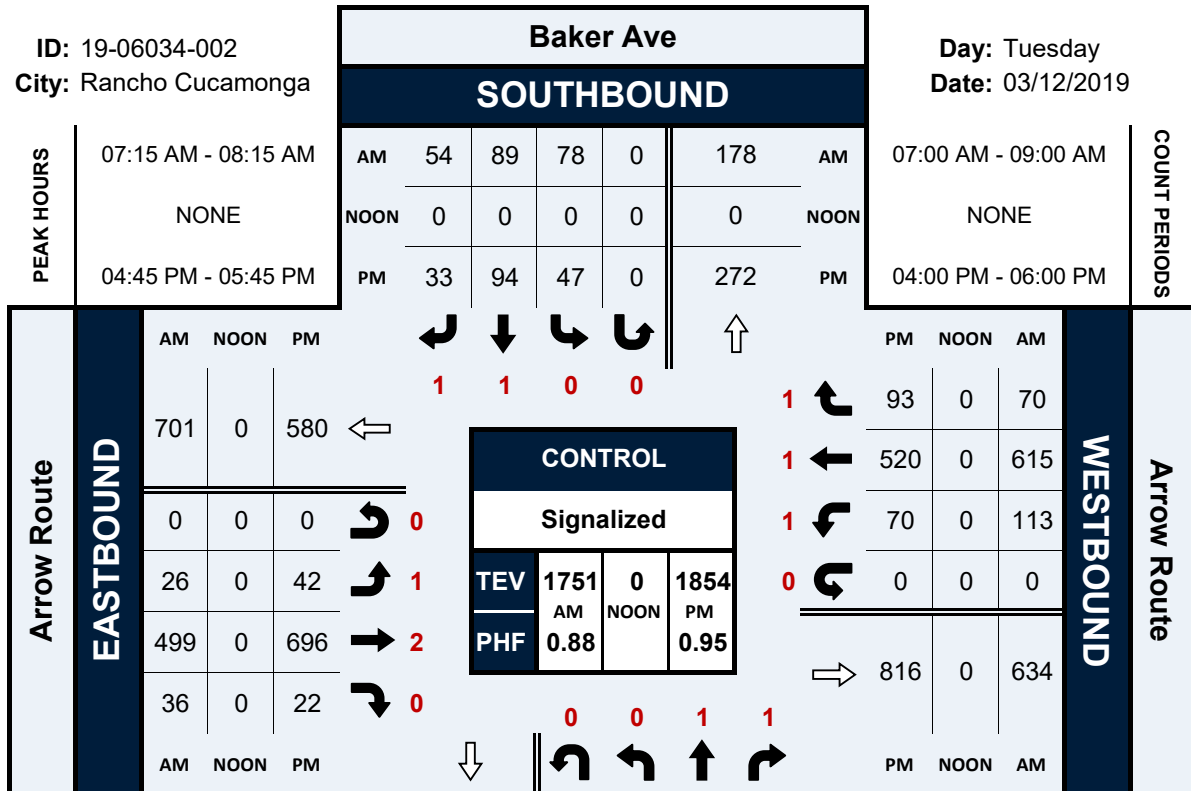 Baker Ave
ID: 19-06034-002
Day: Tuesday
City: Rancho Cucamonga
Date: 03/12/2019
SOUTHBOUND
PEAK HOURS
07:15 AM - 08:15 AM
AM 54 89 78 0 178 AM
07:00 AM - 09:00 AM
COUNT PERIODS
NONE
NOON 0 0 0 0 0 NOON
NONE
04:45 PM - 05:45 PM
PM 33 94 47 0 272 PM
04:00 PM - 06:00 PM
Arrow Route
EASTBOUND
AM NOON PM
PM NOON AM
WESTBOUND
Arrow Route
1 1 0 0
1 93 0 70
701 0 580
CONTROL
1 520 0 615
Signalized
0 0 0 0
1 70 0 113
26 0 42 1
TEV 1751 0 1854
AM NOON PM
0 0 0 0
499 0 696 2
PHF 0.88 0.95
816 0 634
36 0 22 0
0 0 1 1
AM NOON PM
PM NOON AM